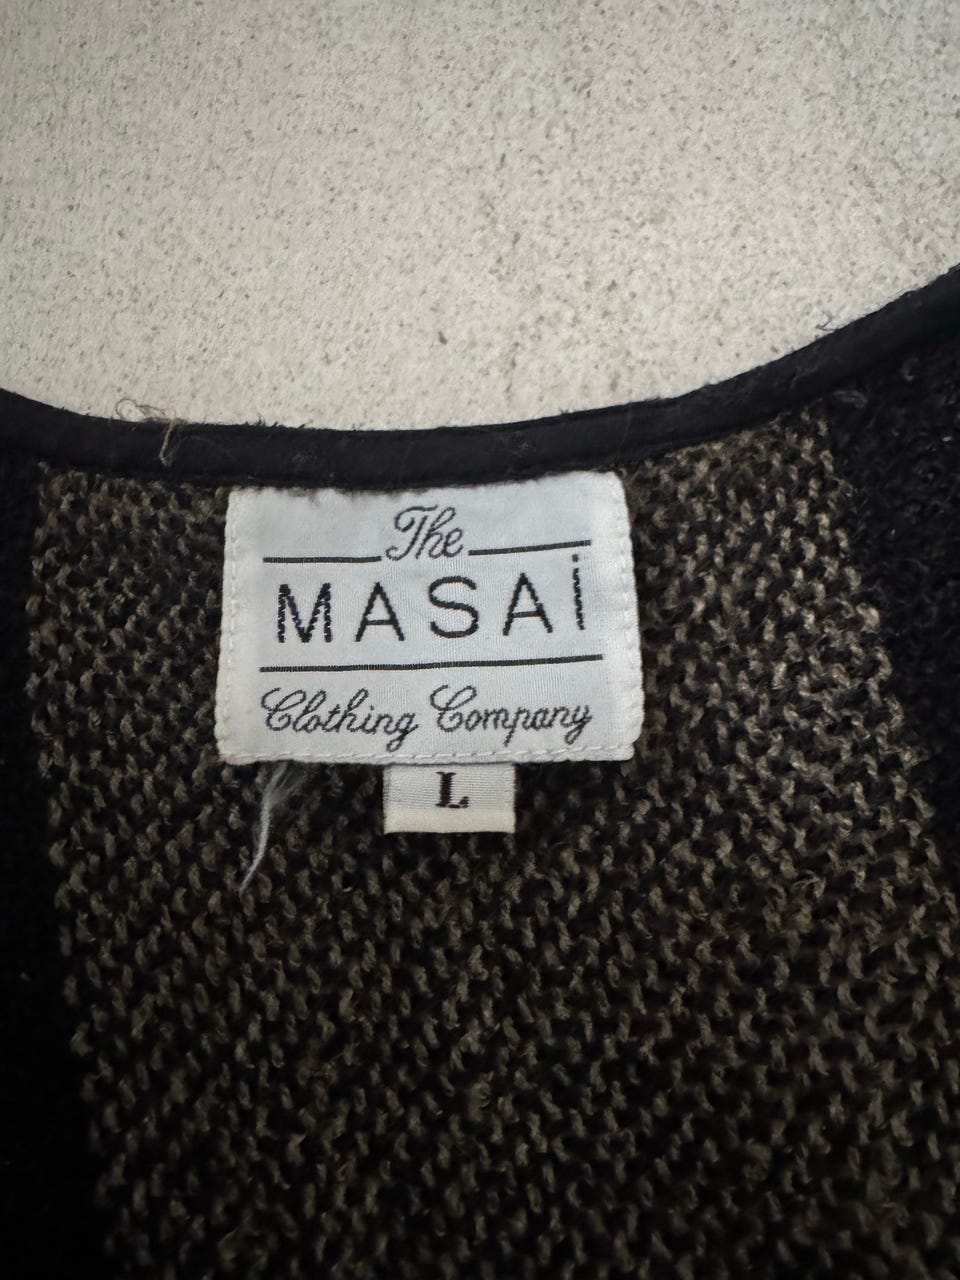 The
MASAi
Clothing Company
L